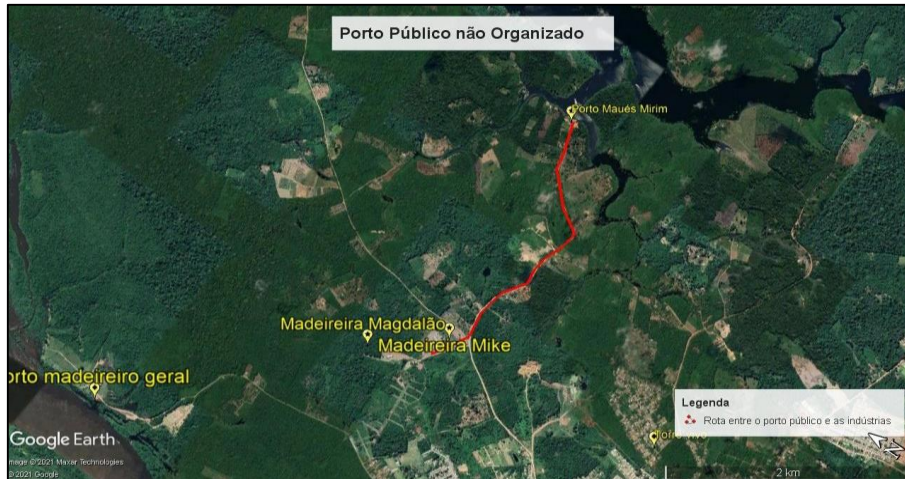 Porto Público não Organizado
Porto Maués Mirim
Madeireira Magdalão
Madeireira Mike
orto madeireiro geral
Legenda
Rota entre o porto público e as indústrias
Google Earth
Image © 2021 Maxar Technologies
© 2021 Google
2 km